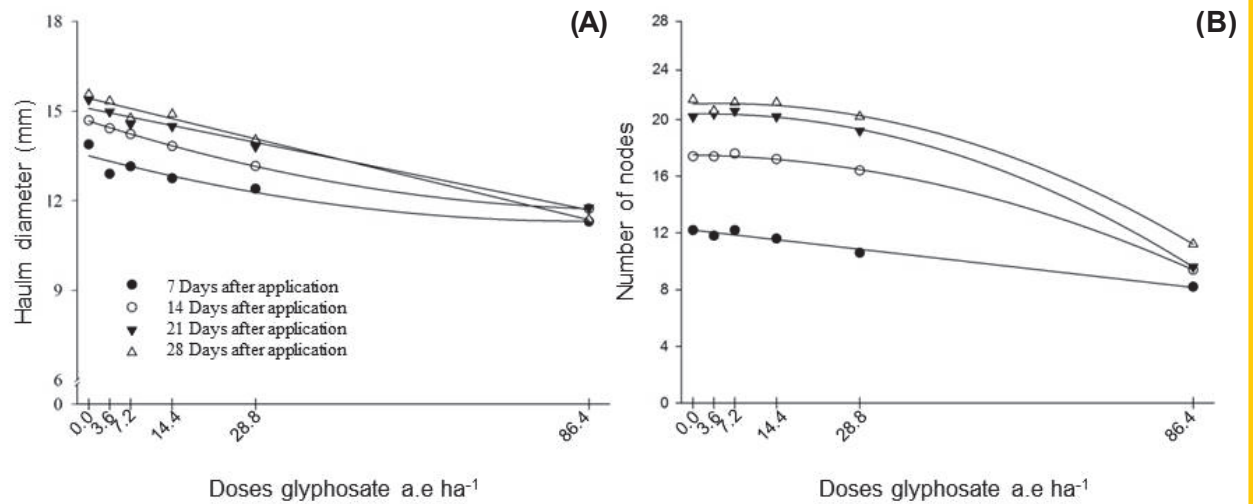 (A)
18
15
12
9
6
0
Haulm diameter (mm)
7 Days after application
14 Days after application
21 Days after application
28 Days after application
0.0
3.6
7.2
14.4
28.8
86.4
Doses glyphosate a.e ha⁻¹
(B)
28
24
20
16
12
8
4
0
Number of nodes
0.0
3.6
7.2
14.4
28.8
86.4
Doses glyphosate a.e ha⁻¹